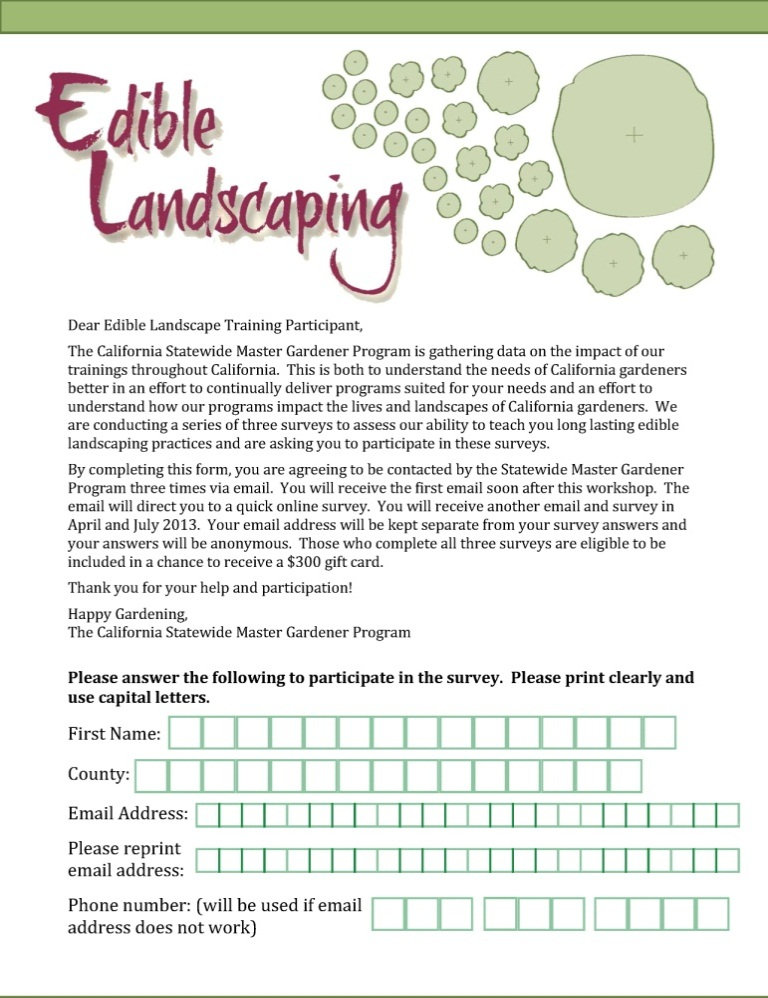 Edible
Landscaping
Dear Edible Landscape Training Participant,
The California Statewide Master Gardener Program is gathering data on the impact of our
trainings throughout California.  This is both to understand the needs of California gardeners
better in an effort to continually deliver programs suited for your needs and an effort to
understand how our programs impact the lives and landscapes of California gardeners.  We
are conducting a series of three surveys to assess our ability to teach you long lasting edible
landscaping practices and are asking you to participate in these surveys.
By completing this form, you are agreeing to be contacted by the Statewide Master Gardener
Program three times via email.  You will receive the first email soon after this workshop.  The
email will direct you to a quick online survey.  You will receive another email and survey in
April and July 2013.  Your email address will be kept separate from your survey answers and
your answers will be anonymous.  Those who complete all three surveys are eligible to be
included in a chance to receive a $300 gift card.
Thank you for your help and participation!
Happy Gardening,
The California Statewide Master Gardener Program
Please answer the following to participate in the survey.  Please print clearly and
use capital letters.
First Name:
County:
Email Address:
Please reprint
email address:
Phone number: (will be used if email
address does not work)